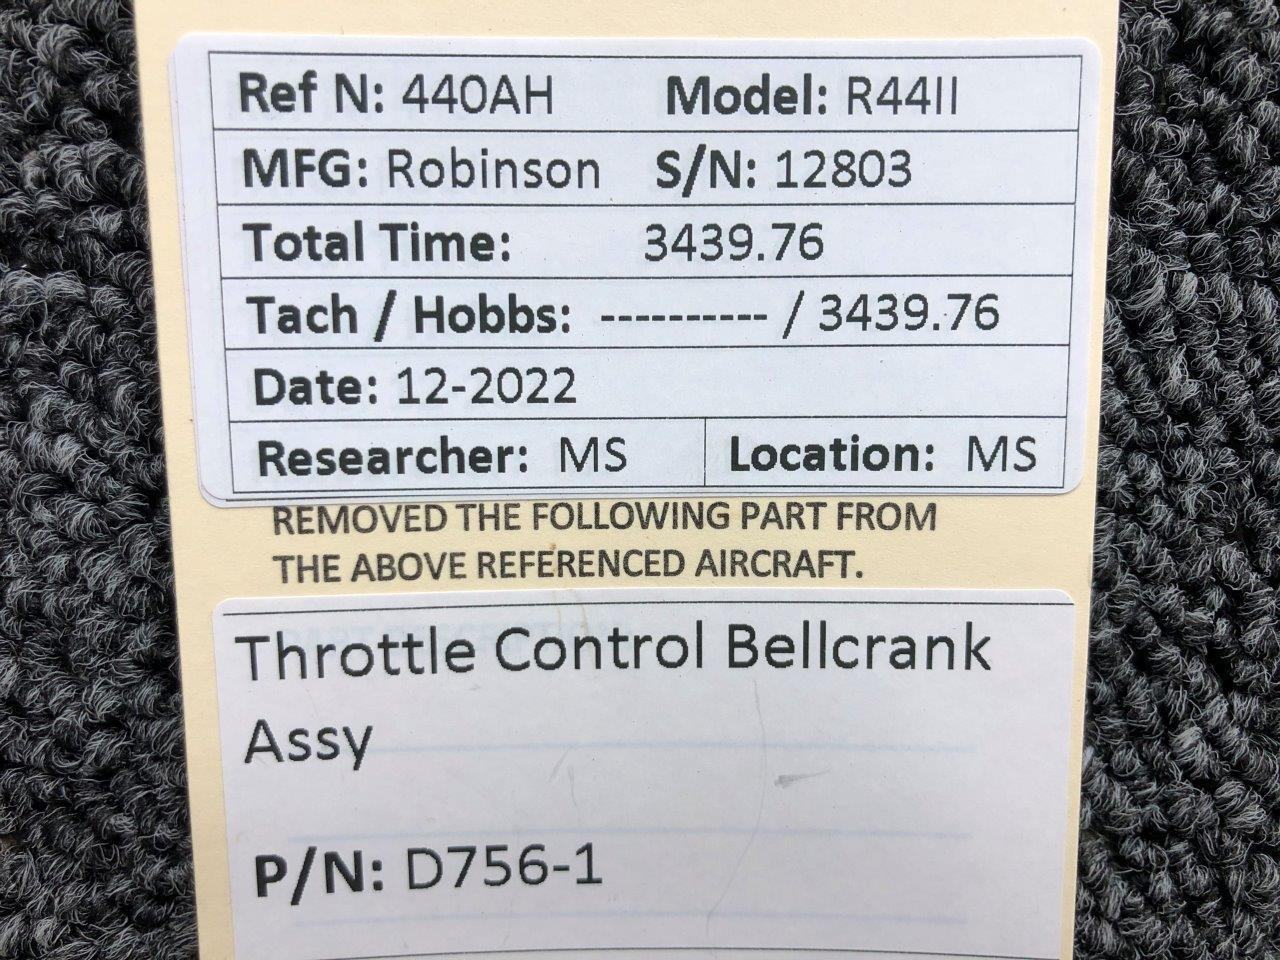 Ref N: 440AH Model: R44II
MFG: Robinson S/N: 12803
Total Time: 3439.76
Tach / Hobbs: ---------- / 3439.76
Date: 12-2022
Researcher: MS Location: MS
REMOVED THE FOLLOWING PART FROM
THE ABOVE REFERENCED AIRCRAFT.
Throttle Control Bellcrank
Assy
P/N: D756-1